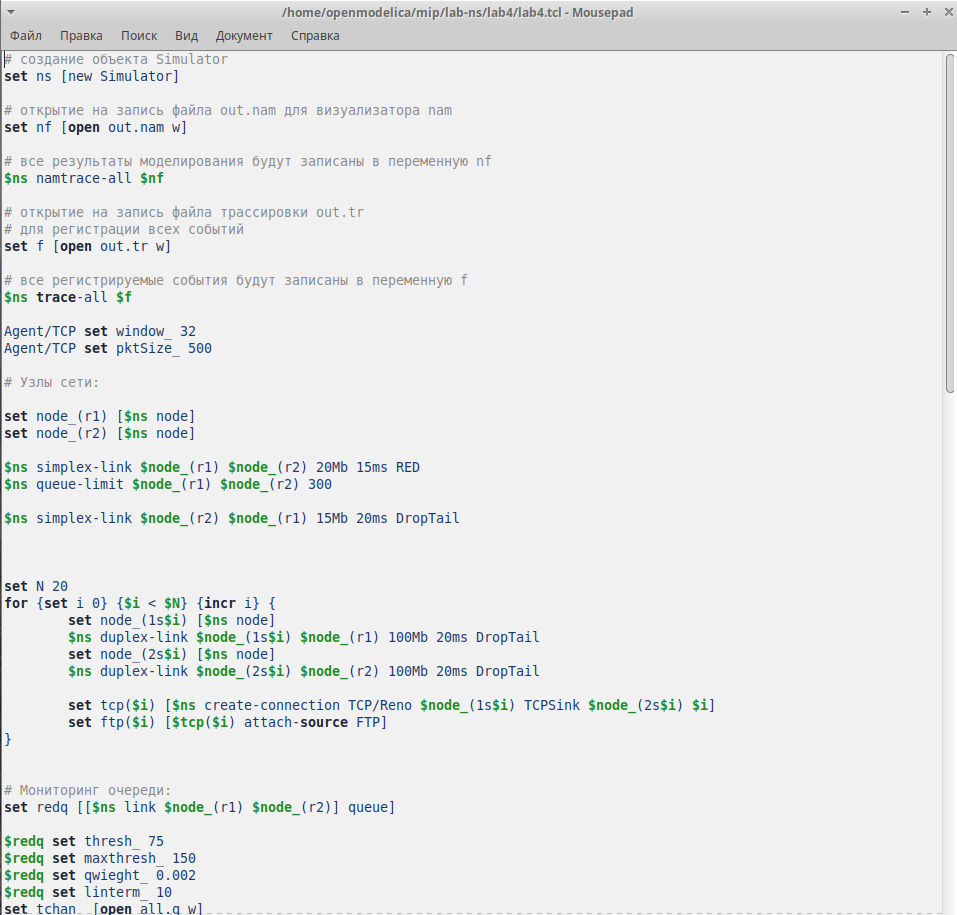 /home/openmodelica/mip/lab-ns/lab4/lab4.tcl - Mousepad
Файл Правка Поиск Вид Документ Справка
# создание объекта Simulator
set ns [new Simulator]
# открытие на запись файла out.nam для визуализатора nam
set nf [open out.nam w]
# все результаты моделирования будут записаны в переменную nf
$ns namtrace-all $nf
# открытие на запись файла трассировки out.tr
# для регистрации всех событий
set f [open out.tr w]
# все регистрируемые события будут записаны в переменную f
$ns trace-all $f
Agent/TCP set window_ 32
Agent/TCP set pktSize_ 500
# Узлы сети:
set node_(r1) [$ns node]
set node_(r2) [$ns node]
$ns simplex-link $node_(r1) $node_(r2) 20Mb 15ms RED
$ns queue-limit $node_(r1) $node_(r2) 300
$ns simplex-link $node_(r2) $node_(r1) 15Mb 20ms DropTail
set N 20
for {set i 0} {$i < $N} {incr i} {
set node_(1s$i) [$ns node]
$ns duplex-link $node_(1s$i) $node_(r1) 100Mb 20ms DropTail
set node_(2s$i) [$ns node]
$ns duplex-link $node_(2s$i) $node_(r2) 100Mb 20ms DropTail
set tcp($i) [$ns create-connection TCP/Reno $node_(1s$i) TCPSink $node_(2s$i) $i]
set ftp($i) [$tcp($i) attach-source FTP]
}
# Мониторинг очереди:
set redq [[$ns link $node_(r1) $node_(r2)] queue]
$redq set thresh_ 75
$redq set maxthresh_ 150
$redq set qwieght_ 0.002
$redq set linterm_ 10
set tchan_ [open all.q w]